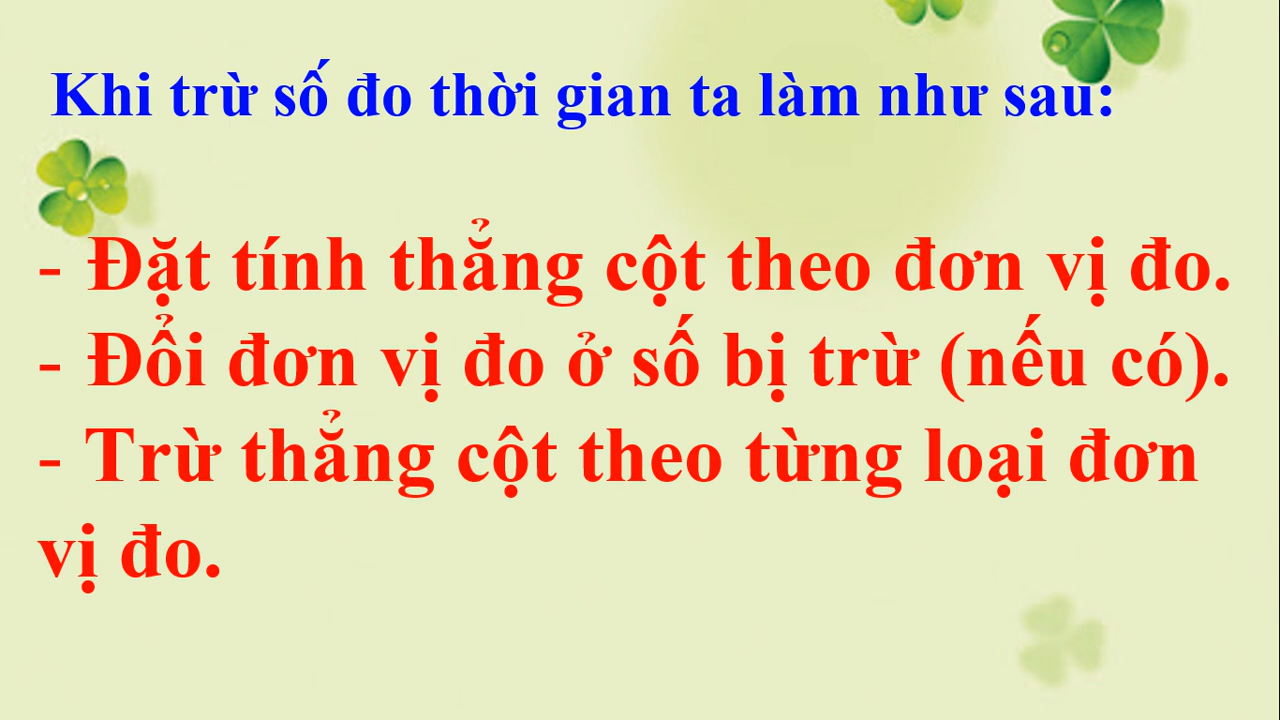 Khi trừ số đo thời gian ta làm như sau:
- Đặt tính thẳng cột theo đơn vị đo.
- Đổi đơn vị đo ở số bị trừ (nếu có).
- Trừ thẳng cột theo từng loại đơn
vị đo.